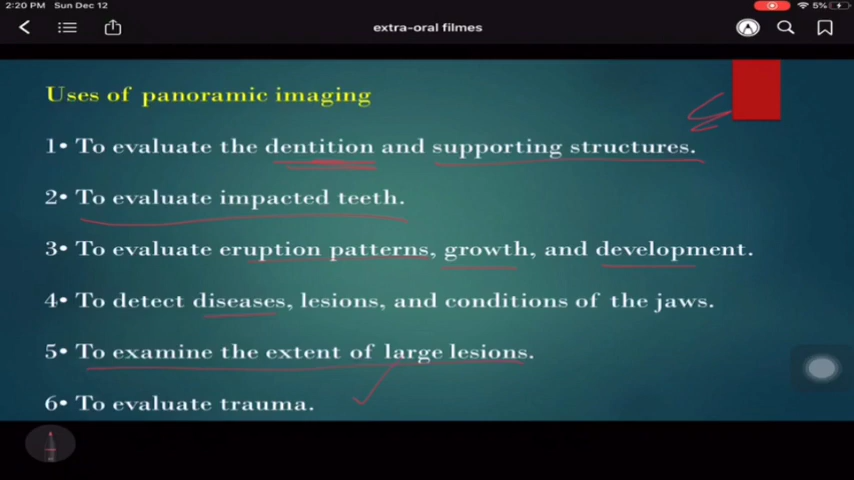 2:20 PM Sun Dec 12
5%
extra-oral filmes
Uses of panoramic imaging
1• To evaluate the dentition and supporting structures.
2• To evaluate impacted teeth.
3• To evaluate eruption patterns, growth, and development.
4• To detect diseases, lesions, and conditions of the jaws.
5• To examine the extent of large lesions.
6• To evaluate trauma.